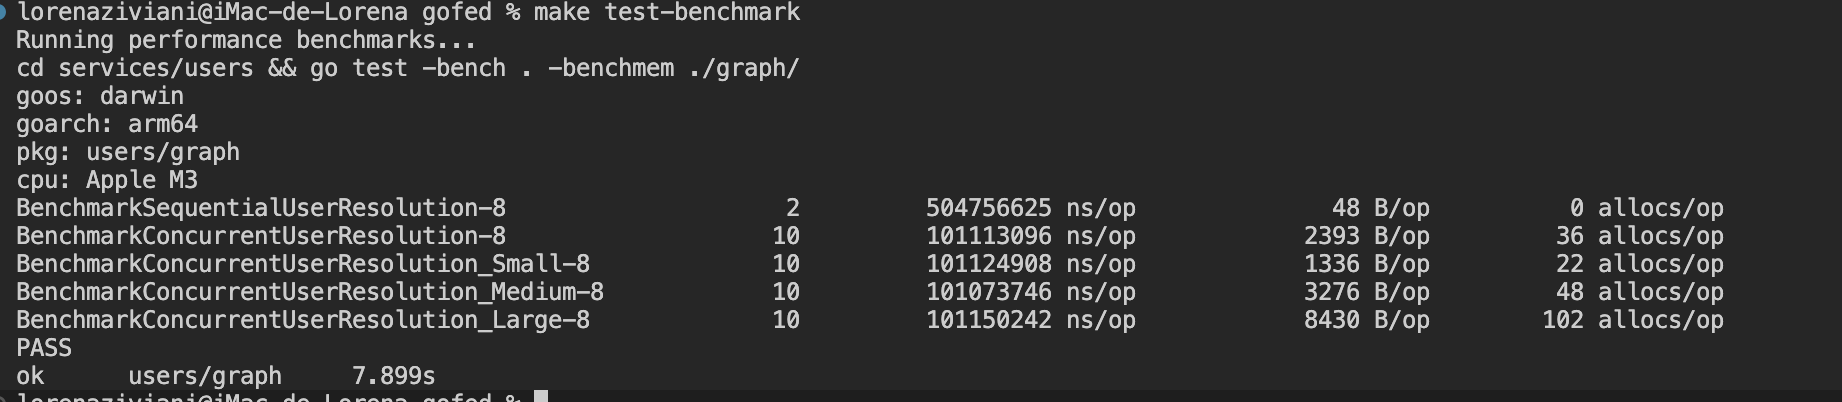 lorenaziviani@iMac-de-Lorena gofed % make test-benchmark
Running performance benchmarks...
cd services/users && go test -bench . -benchmem ./graph/
goos: darwin
goarch: arm64
pkg: users/graph
cpu: Apple M3
BenchmarkSequentialUserResolution-8 2 504756625 ns/op 48 B/op 0 allocs/op
BenchmarkConcurrentUserResolution-8 10 101113096 ns/op 2393 B/op 36 allocs/op
BenchmarkConcurrentUserResolution_Small-8 10 101124908 ns/op 1336 B/op 22 allocs/op
BenchmarkConcurrentUserResolution_Medium-8 10 101073746 ns/op 3276 B/op 48 allocs/op
BenchmarkConcurrentUserResolution_Large-8 10 101150242 ns/op 8430 B/op 102 allocs/op
PASS
ok users/graph 7.899s
lorenaziviani@iMac-de-Lorena gofed %